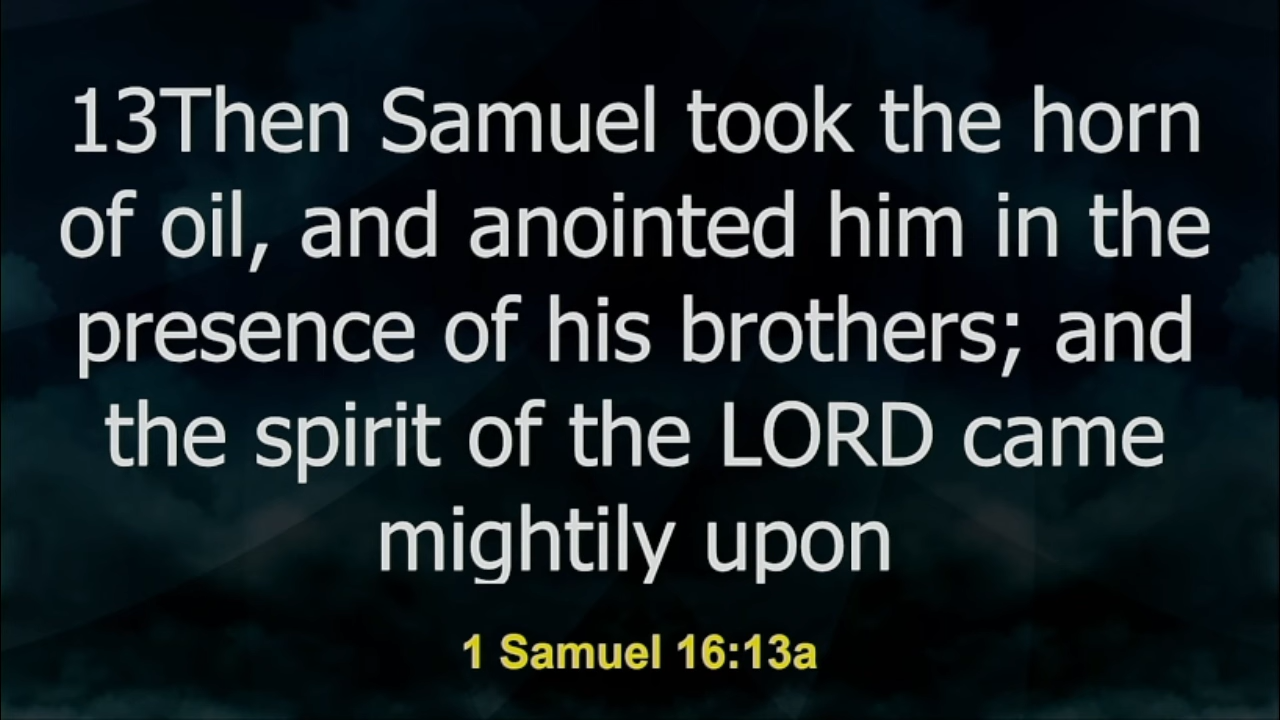 13Then Samuel took the horn
of oil, and anointed him in the
presence of his brothers; and
the spirit of the LORD came
mightily upon
1 Samuel 16:13a